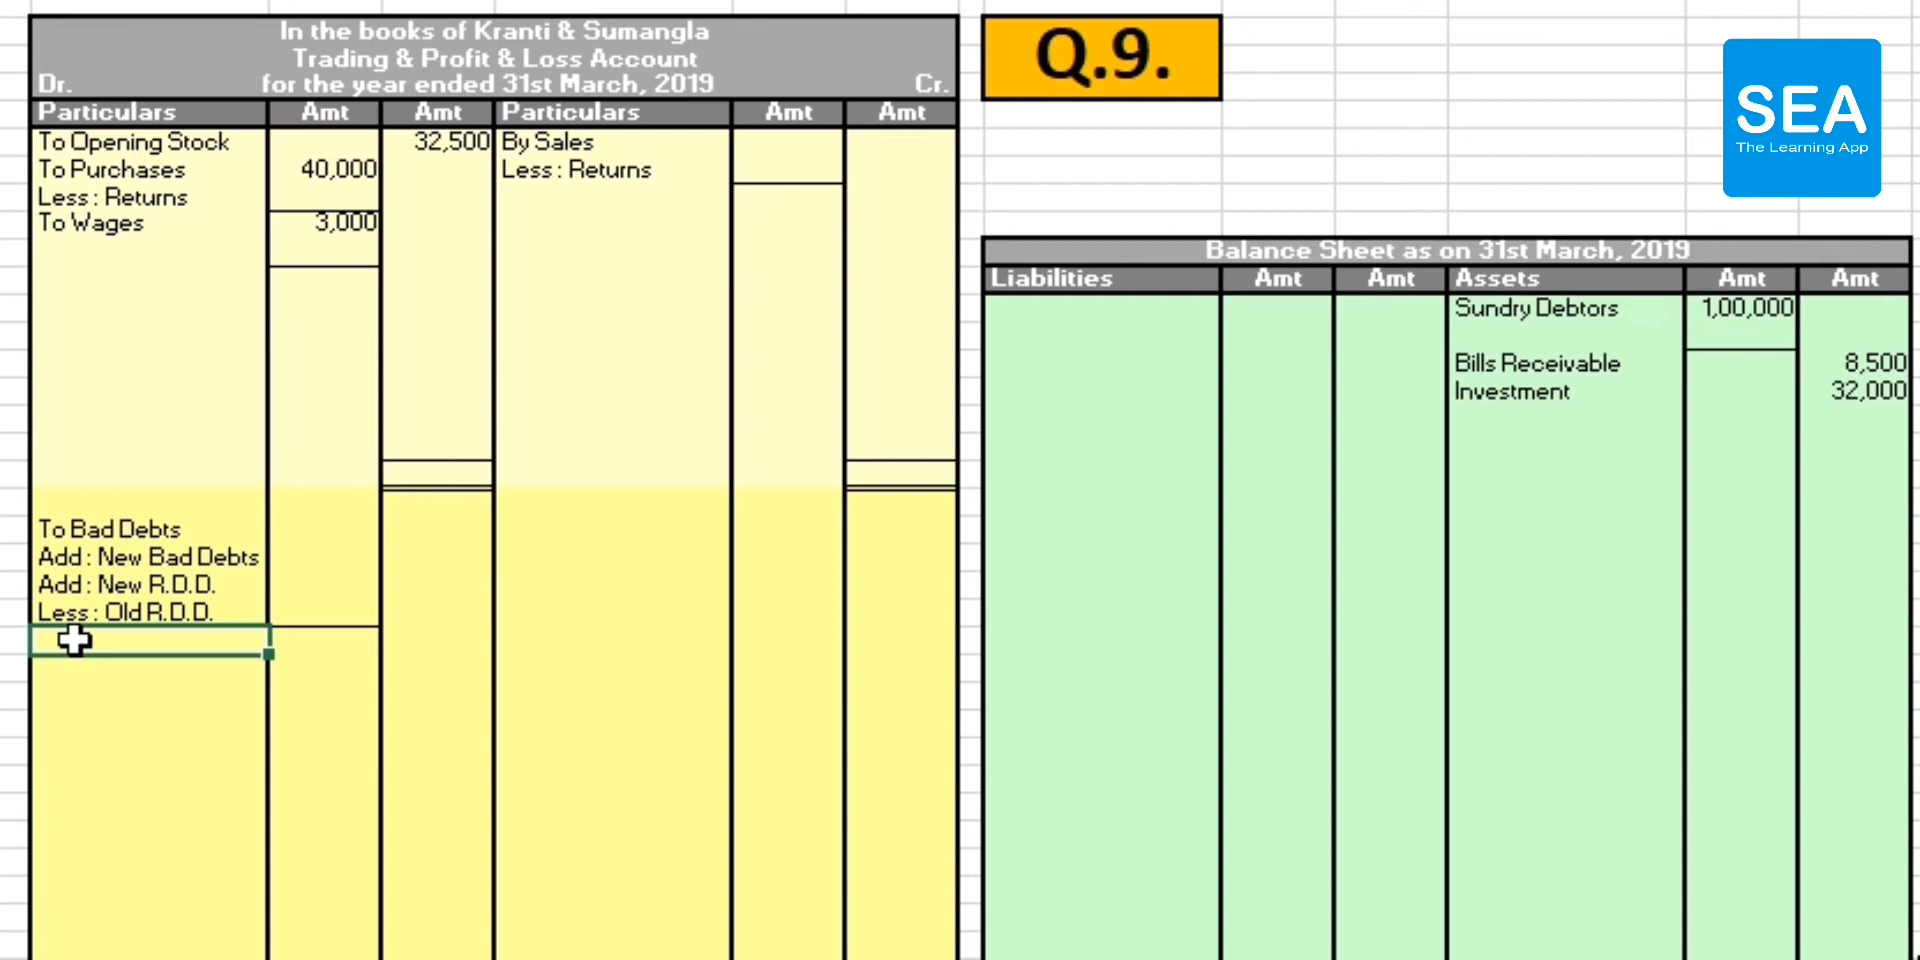 In the books of Kranti & Sumangla
Trading & Profit & Loss Account
Dr. for the year ended 31st March, 2019 Cr.
Particulars Amt Amt Particulars Amt Amt
To Opening Stock 32,500 By Sales
To Purchases 40,000 Less : Returns
Less : Returns
To Wages 3,000
To Bad Debts
Add : New Bad Debts
Add : New R.D.D.
Less : Old R.D.D.
Q.9.
SEA
The Learning App
Balance Sheet as on 31st March, 2019
Liabilities Amt Amt Assets Amt Amt
Sundry Debtors 1,00,000
Bills Receivable 8,500
Investment 32,000